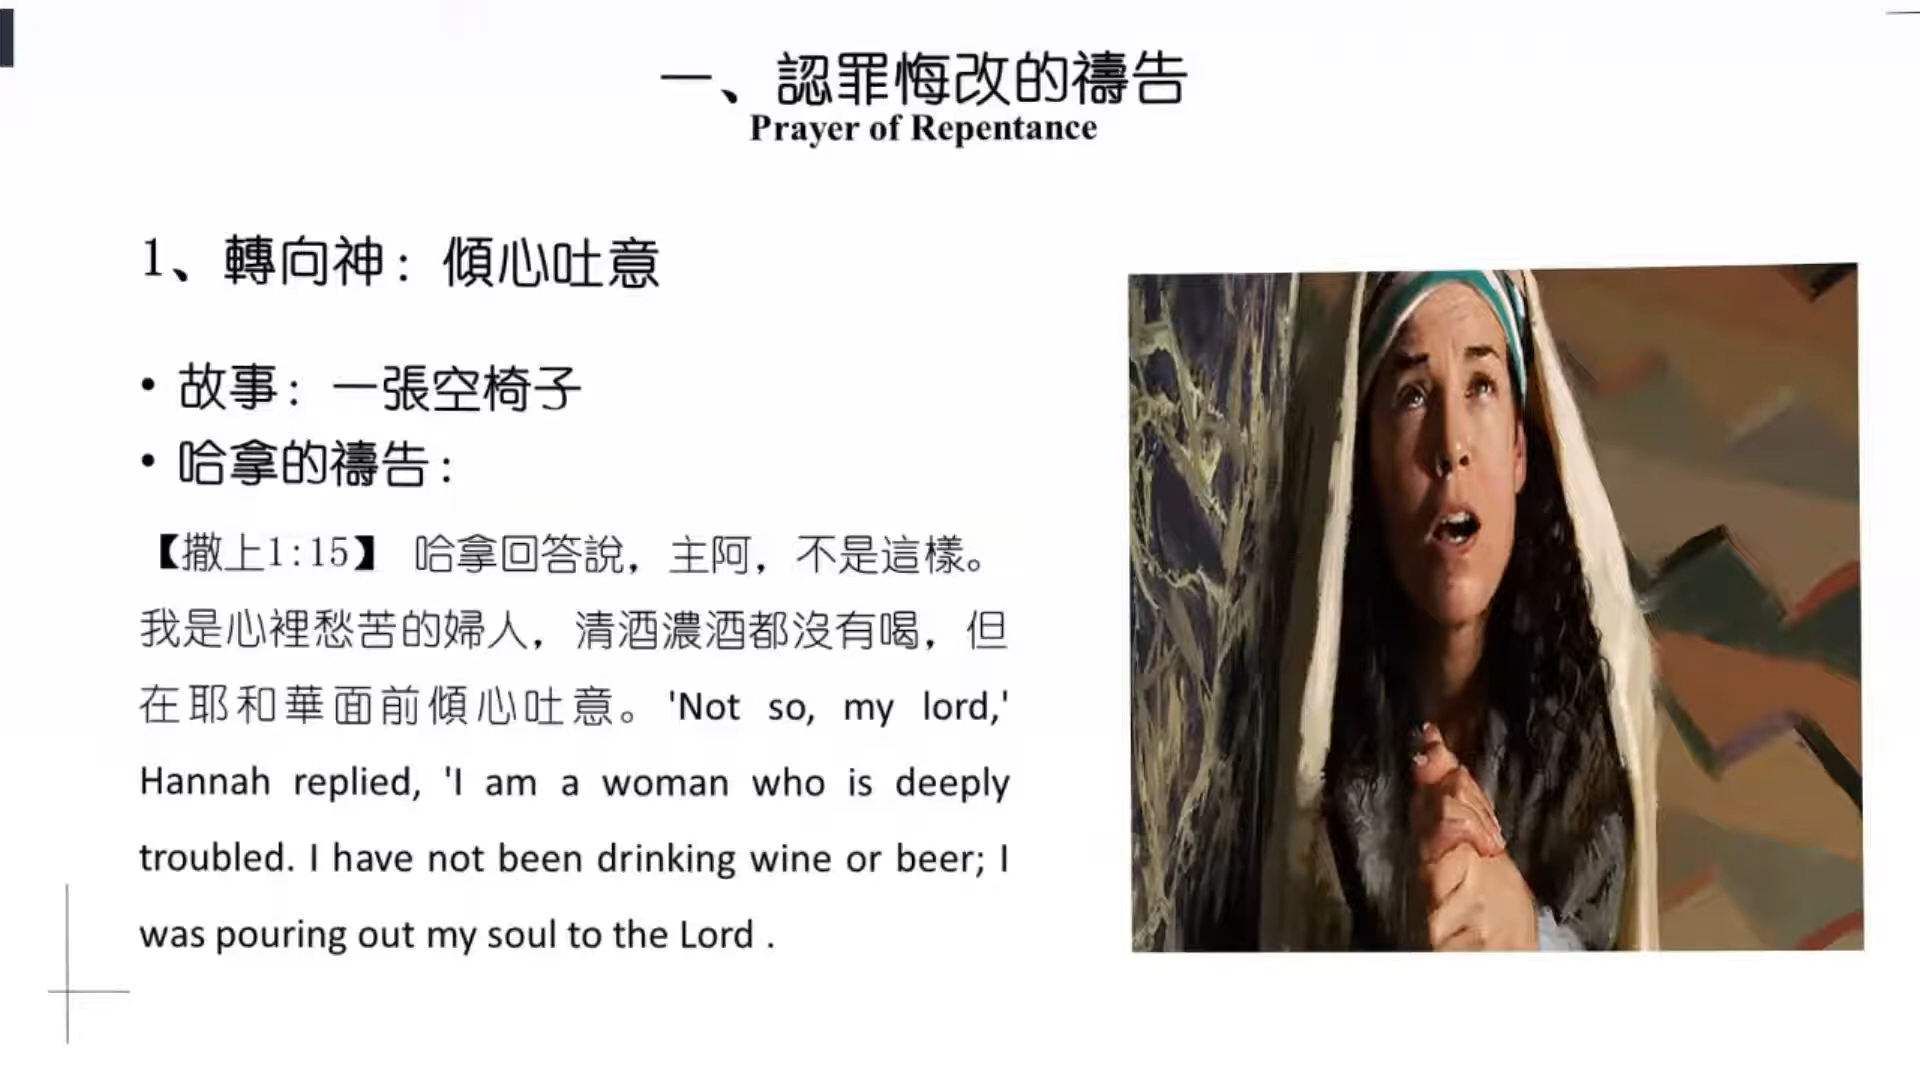 一、認罪悔改的禱告
Prayer of Repentance
1、轉向神：傾心吐意
• 故事：一張空椅子
• 哈拿的禱告：
【撒上1:15】 哈拿回答說，主阿，不是這樣。
我是心裡愁苦的婦人，清酒濃酒都沒有喝，但
在耶和華面前傾心吐意。'Not so, my lord,'
Hannah replied, 'I am a woman who is deeply
troubled. I have not been drinking wine or beer; I
was pouring out my soul to the Lord .